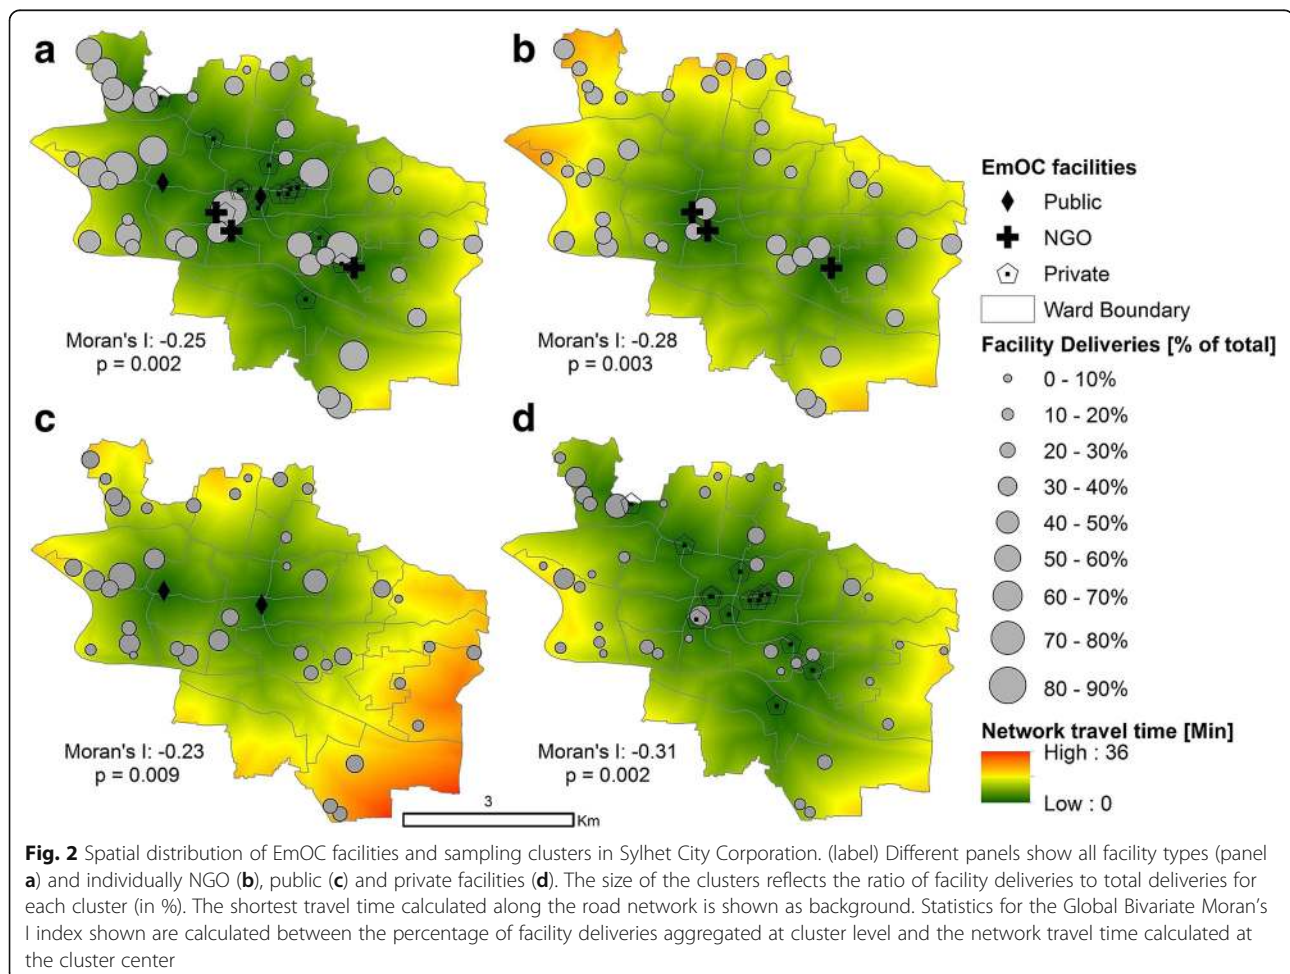 a
b
Moran's I: -0.25
p = 0.002
Moran's I: -0.28
p = 0.003
c
d
Moran's I: -0.23
p = 0.009
Moran's I: -0.31
p = 0.002
3
Km
EmOC facilities
Public
NGO
Private
Ward Boundary
Facility Deliveries [% of total]
0 - 10%
10 - 20%
20 - 30%
30 - 40%
40 - 50%
50 - 60%
60 - 70%
70 - 80%
80 - 90%
Network travel time [Min]
High : 36
Low : 0
Fig. 2 Spatial distribution of EmOC facilities and sampling clusters in Sylhet City Corporation. (label) Different panels show all facility types (panel
a) and individually NGO (b), public (c) and private facilities (d). The size of the clusters reflects the ratio of facility deliveries to total deliveries for
each cluster (in %). The shortest travel time calculated along the road network is shown as background. Statistics for the Global Bivariate Moran's
I index shown are calculated between the percentage of facility deliveries aggregated at cluster level and the network travel time calculated at
the cluster center